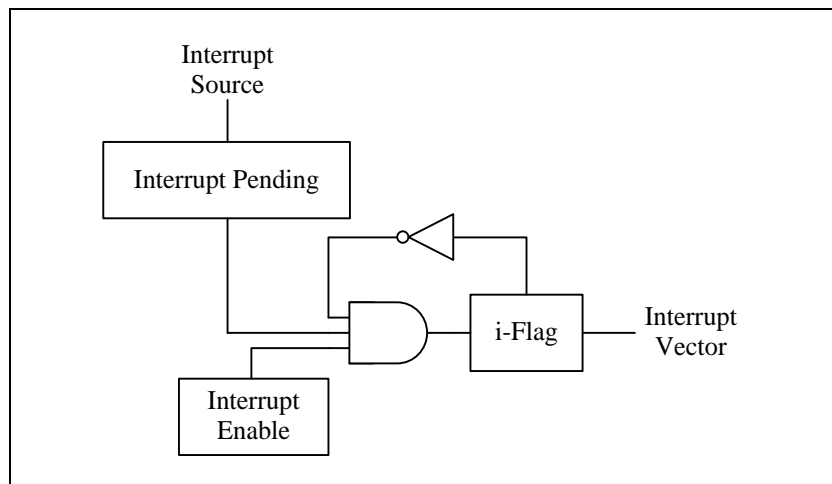 Interrupt
Source
Interrupt Pending
i-Flag
Interrupt
Vector
Interrupt
Enable